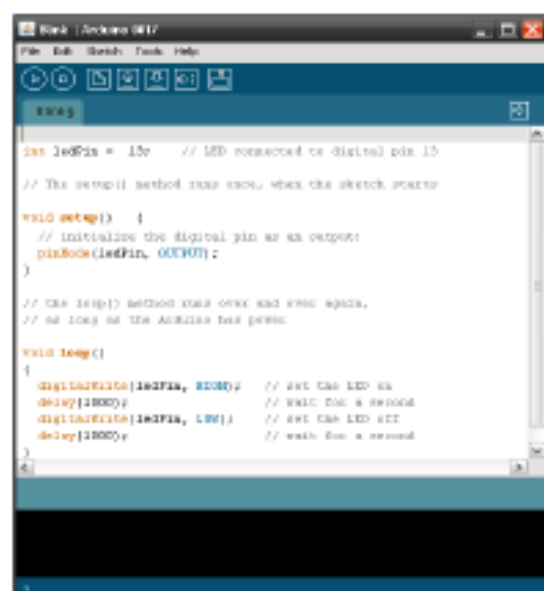 Blink | Arduino 0017
File Edit Sketch Tools Help
Blink §
int ledPin = 13; // LED connected to digital pin 13
// The setup() method runs once, when the sketch starts
void setup() {
// initialize the digital pin as an output:
pinMode(ledPin, OUTPUT);
}
// the loop() method runs over and over again,
// as long as the Arduino has power
void loop()
{
digitalWrite(ledPin, HIGH); // set the LED on
delay(1000); // wait for a second
digitalWrite(ledPin, LOW); // set the LED off
delay(1000); // wait for a second
}